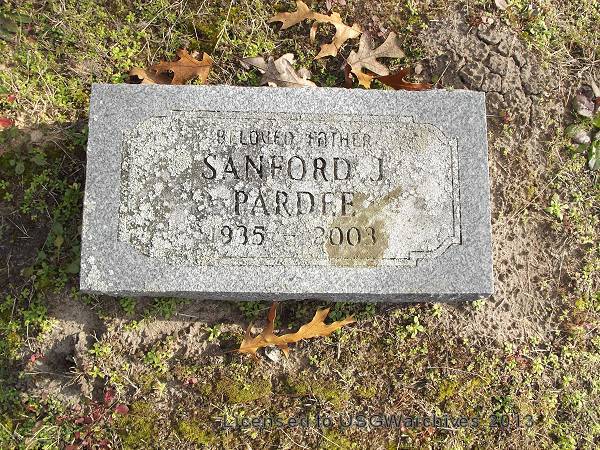 BELOVED FATHER
SANFORD J.
PARDEE
1935 - 2003
Licensed to USGWarchives 2013